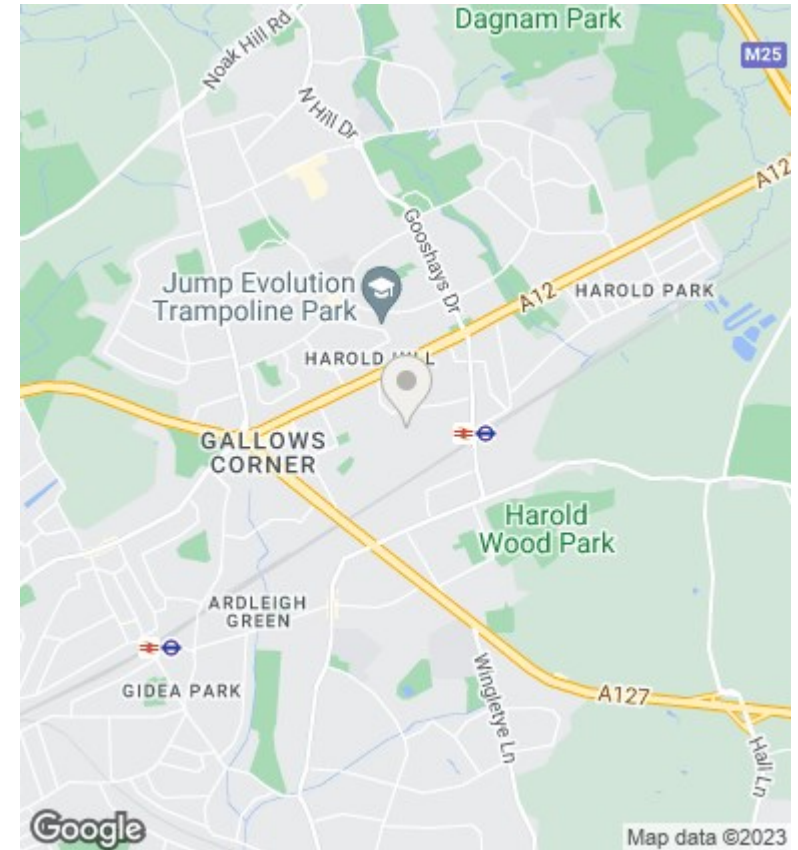 Dagnam Park
M25
Noak Hill Rd
N Hill Dr
A12
Gooshays Dr
Jump Evolution
Trampoline Park
A12
HAROLD PARK
HAROLD HILL
GALLOWS
CORNER
Harold
Wood Park
ARDLEIGH
GREEN
GIDEA PARK
Wingletye Ln
A127
Hall Ln
Google
Map data ©2023